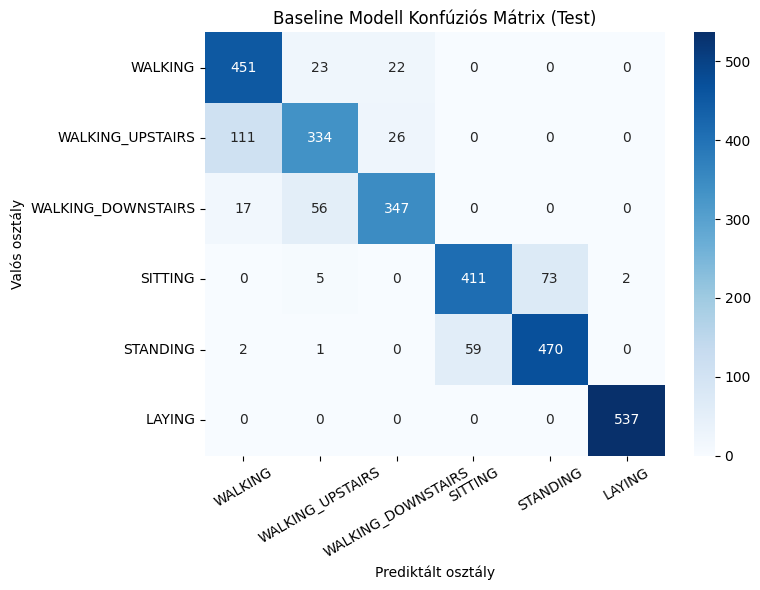 Baseline Modell Konfúziós Mátrix (Test)
Valós osztály
WALKING 451 23 22 0 0 0
WALKING_UPSTAIRS 111 334 26 0 0 0
WALKING_DOWNSTAIRS 17 56 347 0 0 0
SITTING 0 5 0 411 73 2
STANDING 2 1 0 59 470 0
LAYING 0 0 0 0 0 537
WALKING WALKING_UPSTAIRS WALKING_DOWNSTAIRS SITTING STANDING LAYING
Prediktált osztály
500
400
300
200
100
0